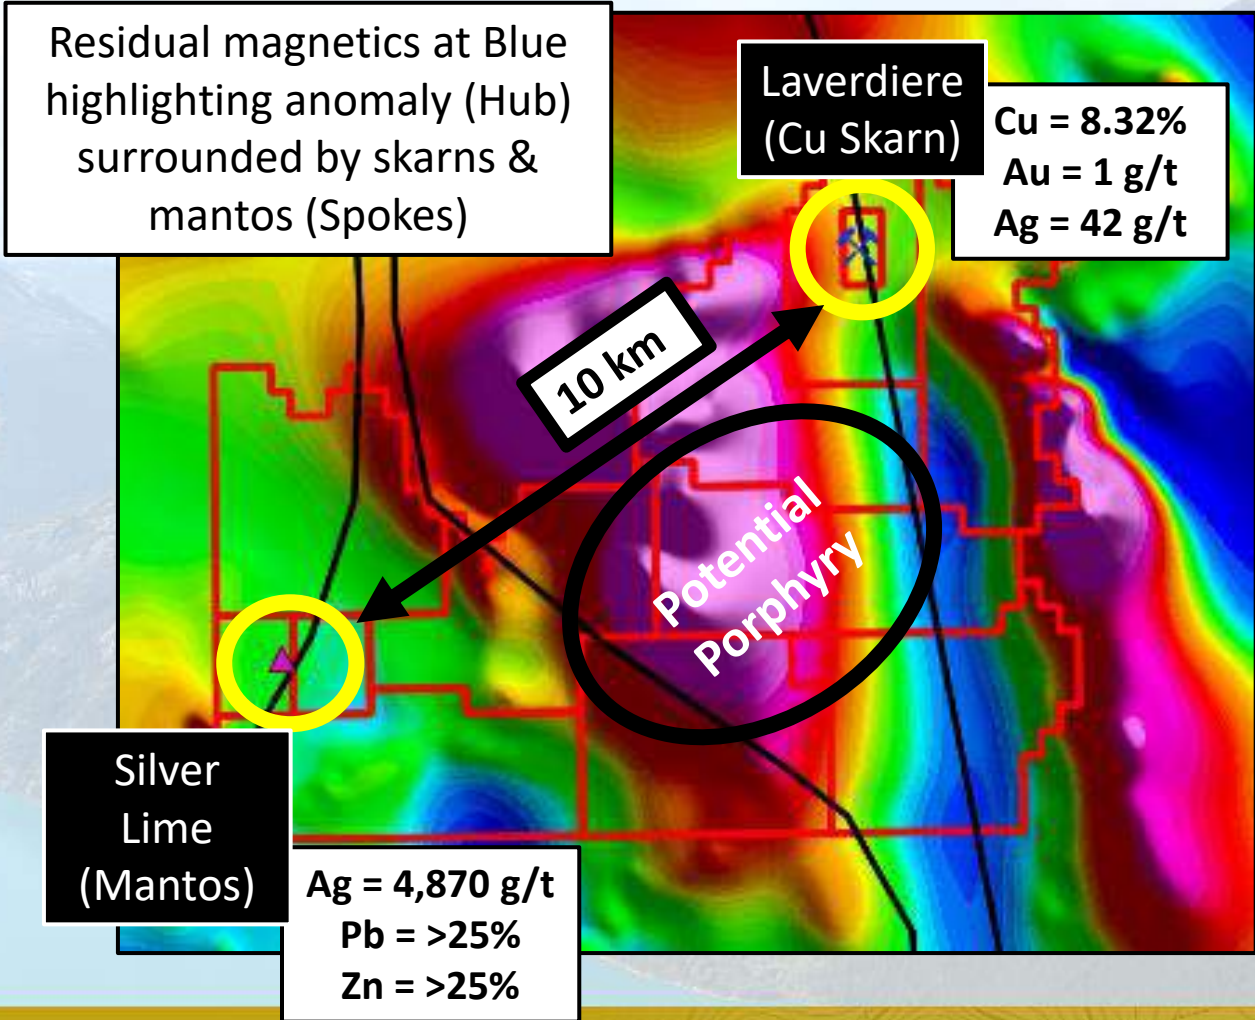 Residual magnetics at Blue
highlighting anomaly (Hub)
surrounded by skarns &
mantos (Spokes)
Laverdiere
(Cu Skarn)
Cu = 8.32%
Au = 1 g/t
Ag = 42 g/t
10 km
Potential
Porphyry
Silver
Lime
(Mantos)
Ag = 4,870 g/t
Pb = >25%
Zn = >25%